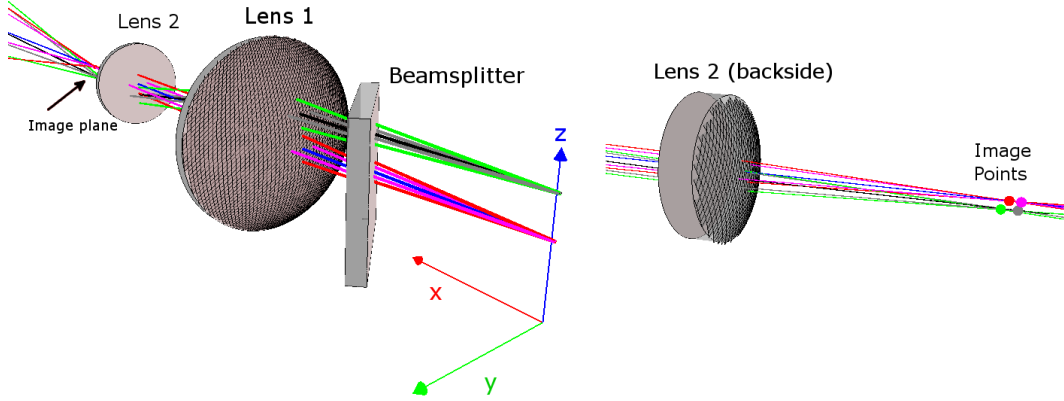 Lens 2
Lens 1
Beamsplitter
Image plane
z
x
y
Lens 2 (backside)
Image
Points